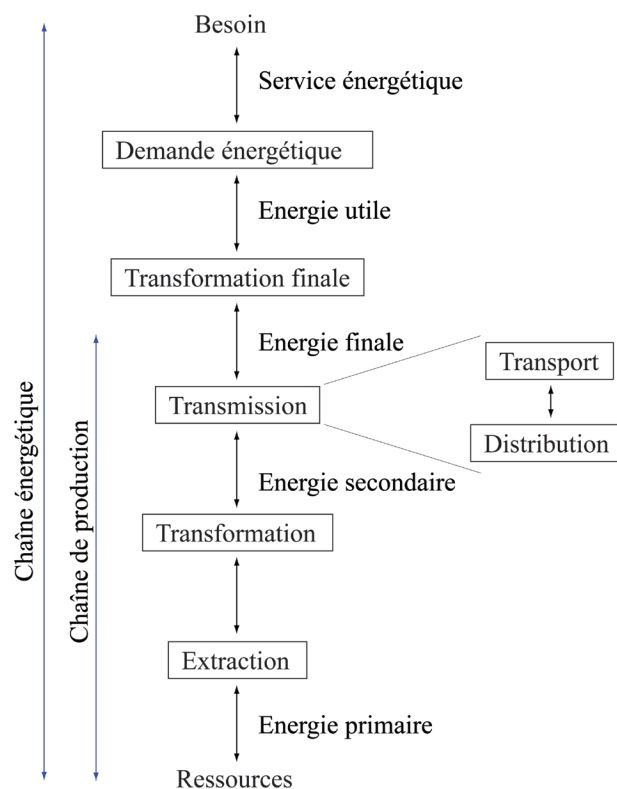 Besoin
Service énergétique
Demande énergétique
Energie utile
Transformation finale
Energie finale
Transport
Transmission
Distribution
Energie secondaire
Transformation
Extraction
Energie primaire
Ressources
Chaîne énergétique
Chaîne de production